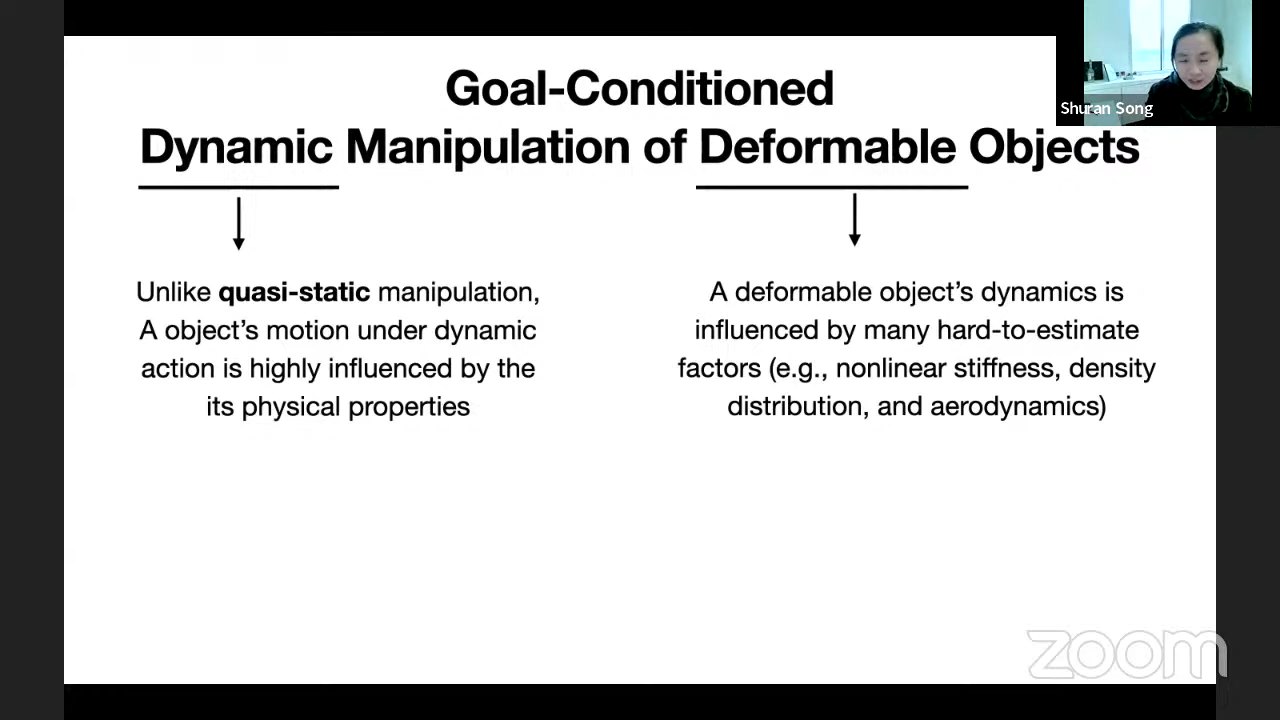 Goal-Conditioned
Dynamic Manipulation of Deformable Objects
Shuran Song
Unlike quasi-static manipulation,
A object’s motion under dynamic
action is highly influenced by the
its physical properties
A deformable object’s dynamics is
influenced by many hard-to-estimate
factors (e.g., nonlinear stiffness, density
distribution, and aerodynamics)
zoom